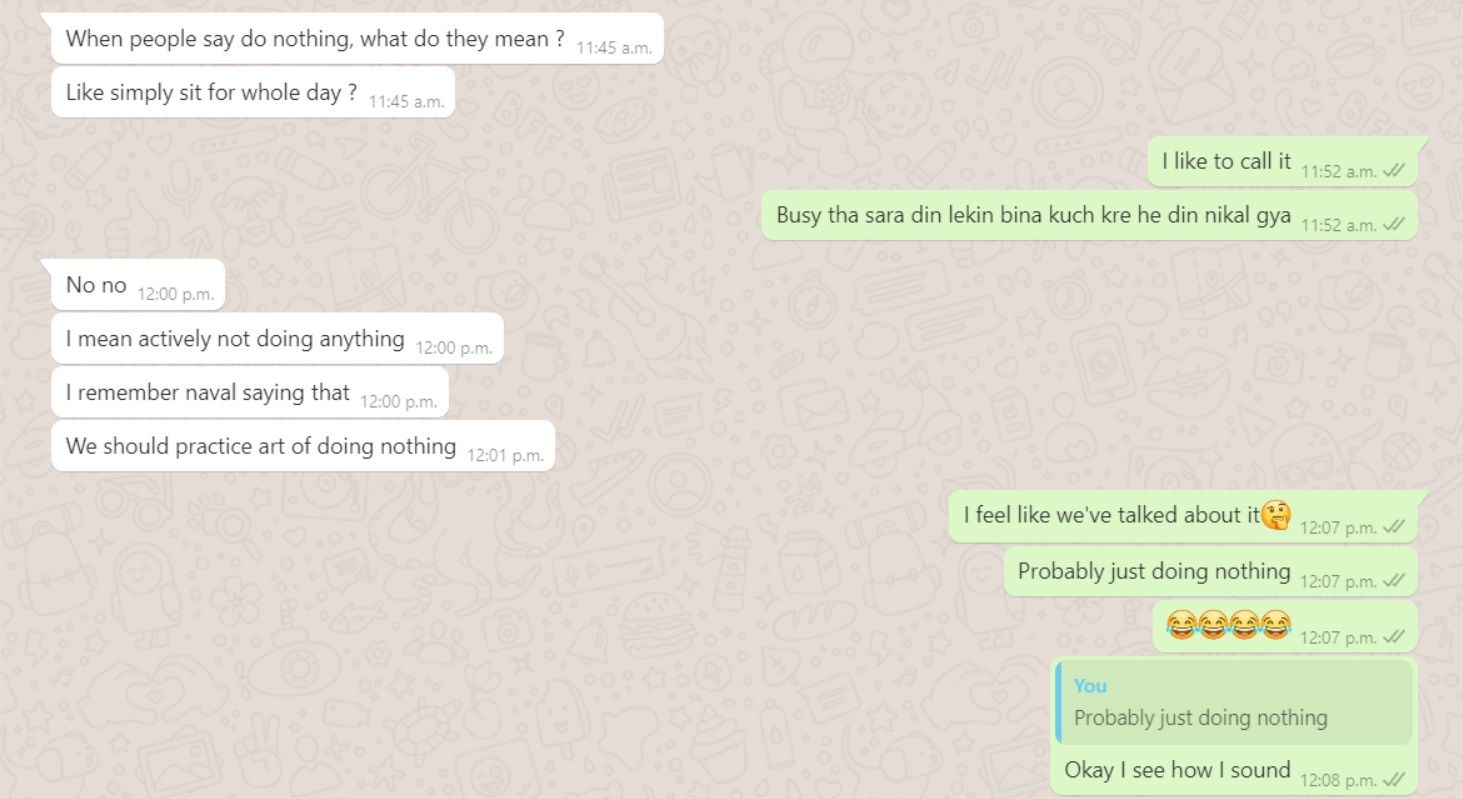 When people say do nothing, what do they mean ? 11:45 a.m.
Like simply sit for whole day ? 11:45 a.m.
I like to call it 11:52 a.m.
Busy tha sara din lekin bina kuch kre he din nikal gya 11:52 a.m.
No no 12:00 p.m.
I mean actively not doing anything 12:00 p.m.
I remember naval saying that 12:00 p.m.
We should practice art of doing nothing 12:01 p.m.
I feel like we've talked about it🤔 12:07 p.m.
Probably just doing nothing 12:07 p.m.
😂😂😂😂 12:07 p.m.
You
Probably just doing nothing
Okay I see how I sound 12:08 p.m.